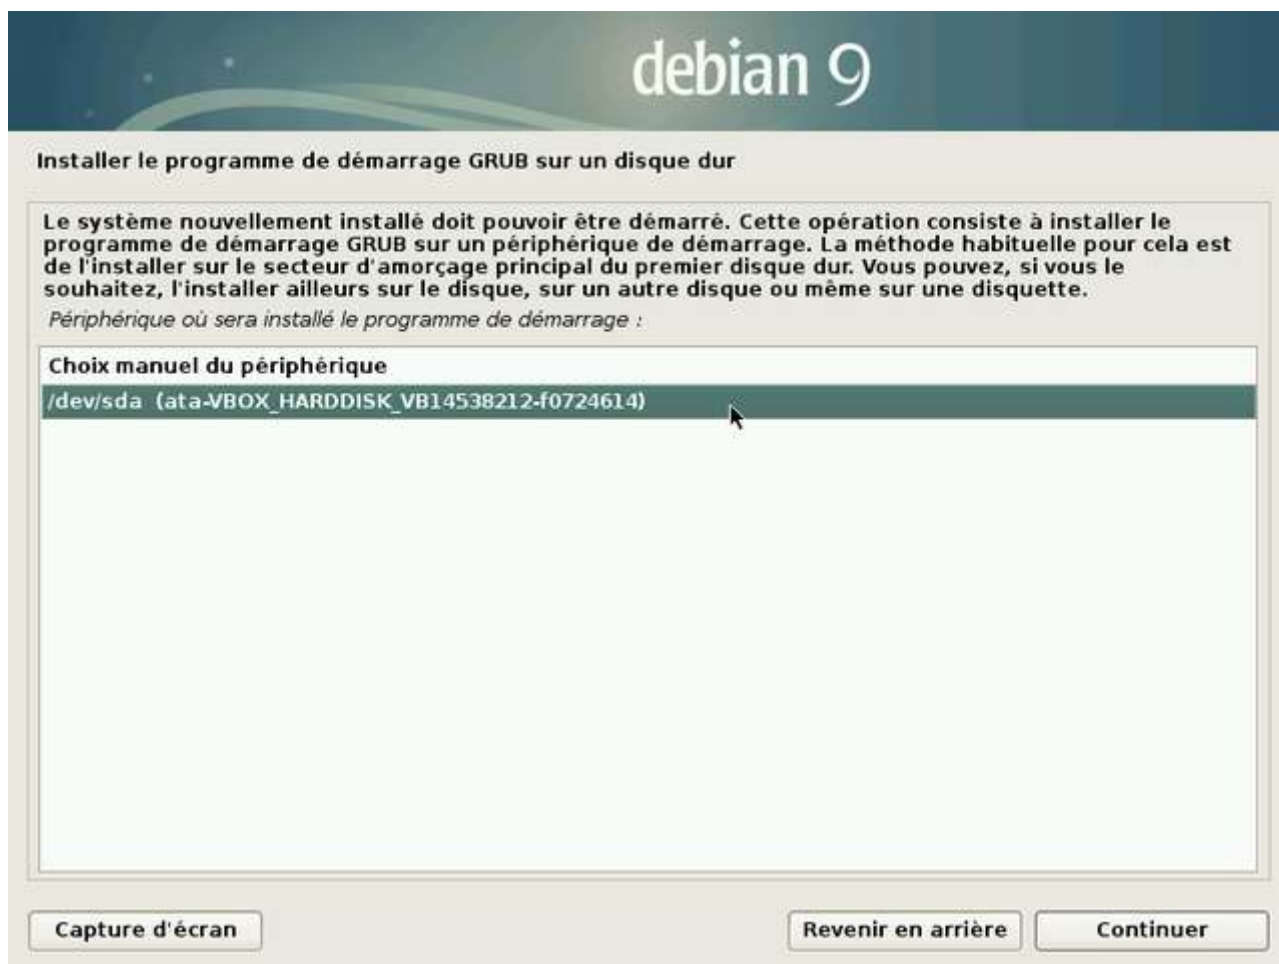 debian 9
Installer le programme de démarrage GRUB sur un disque dur
Le système nouvellement installé doit pouvoir être démarré. Cette opération consiste à installer le
programme de démarrage GRUB sur un périphérique de démarrage. La méthode habituelle pour cela est
de l'installer sur le secteur d'amorçage principal du premier disque dur. Vous pouvez, si vous le
souhaitez, l'installer ailleurs sur le disque, sur un autre disque ou même sur une disquette.
Périphérique où sera installé le programme de démarrage :
Choix manuel du périphérique
/dev/sda (ata-VBOX_HARDDISK_VB14538212-f0724614)
Capture d'écran
Revenir en arrière
Continuer